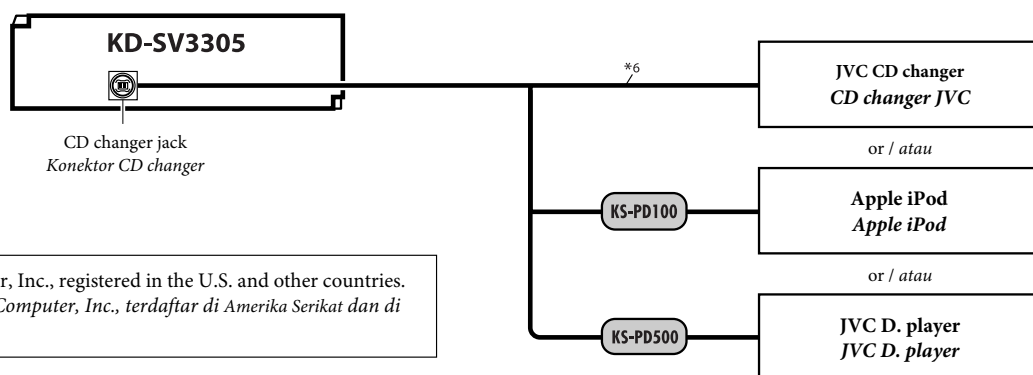 KD-SV3305
*6
JVC CD changer
CD changer JVC
CD changer jack
Konektor CD changer
or / atau
KS-PD100
Apple iPod
Apple iPod
or / atau
r, Inc., registered in the U.S. and other countries.
Computer, Inc., terdaftar di Amerika Serikat dan di
KS-PD500
JVC D. player
JVC D. player